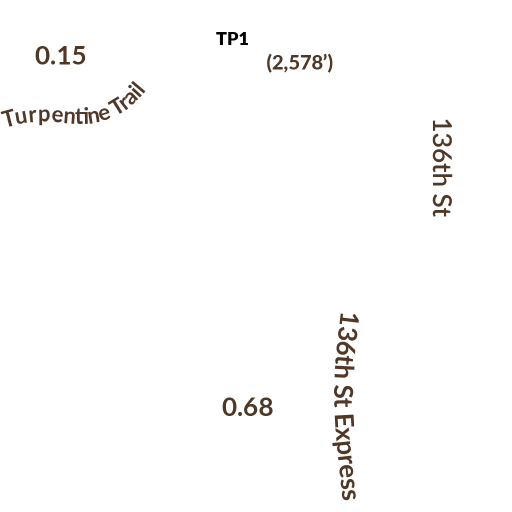 TP1
0.15
(2,578’)
Turpentine Trail
136th St
136th St Express
0.68